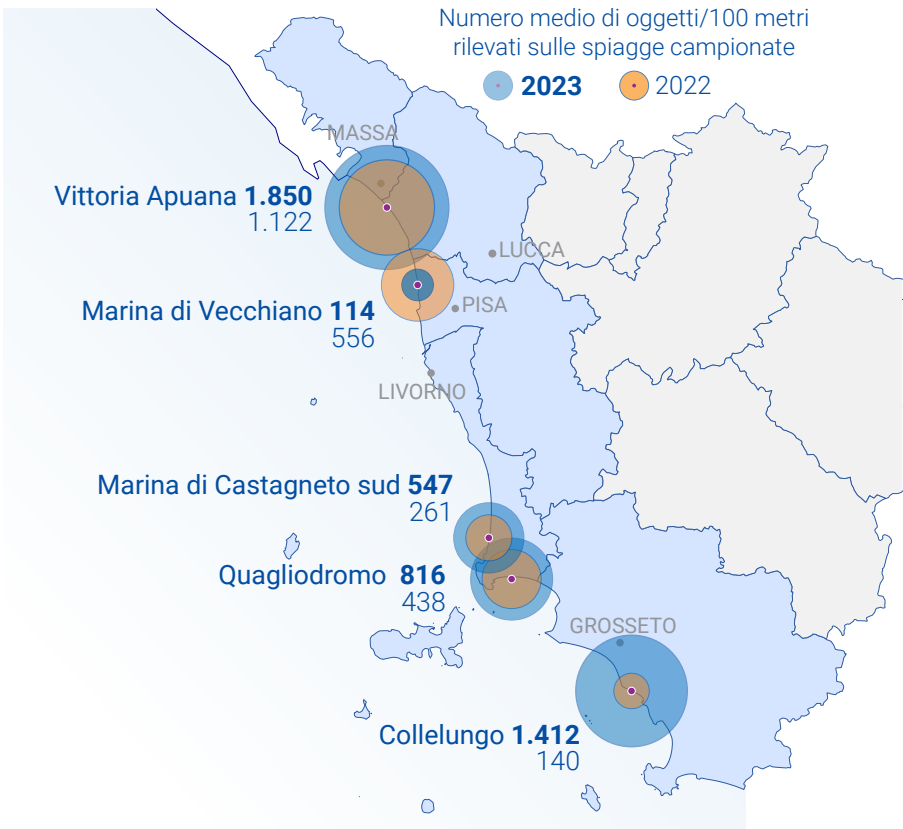 Numero medio di oggetti/100 metri
rilevati sulle spiagge campionate
2023 2022
MASSA
Vittoria Apuana 1.850
1.122
LUCCA
PISA
Marina di Vecchiano 114
556
LIVORNO
Marina di Castagneto sud 547
261
Quagliodromo 816
438
GROSSETO
Collelungo 1.412
140